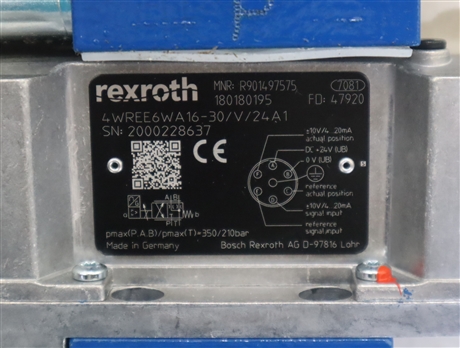 rexroth
MNR: R901497575 7081
180180195 FD: 47920
4WREE6WA16-30/V/24A1
SN: 2000228637
CE
±10V/4 20mA
actual position
DC =24V (UB)
0 V (UB)
reference
actual position
±10V/4 20mA
signal input
reference
signal input
A B
P T
pmax(P.A.B)/pmax(T)=350/210bar
Made in Germany
Bosch Rexroth AG D-97816 Lohr